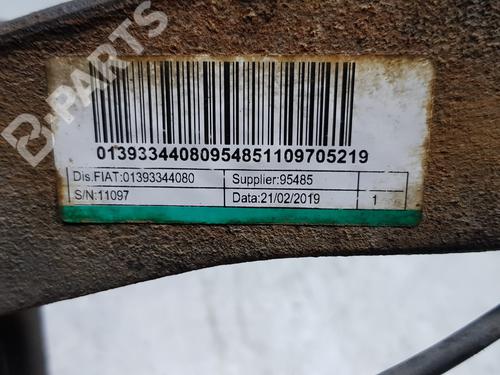 B-PARTS
01393344080954851109705219
Dis.FIAT:01393344080 Supplier:95485
S/N:11097 Data:21/02/2019 1